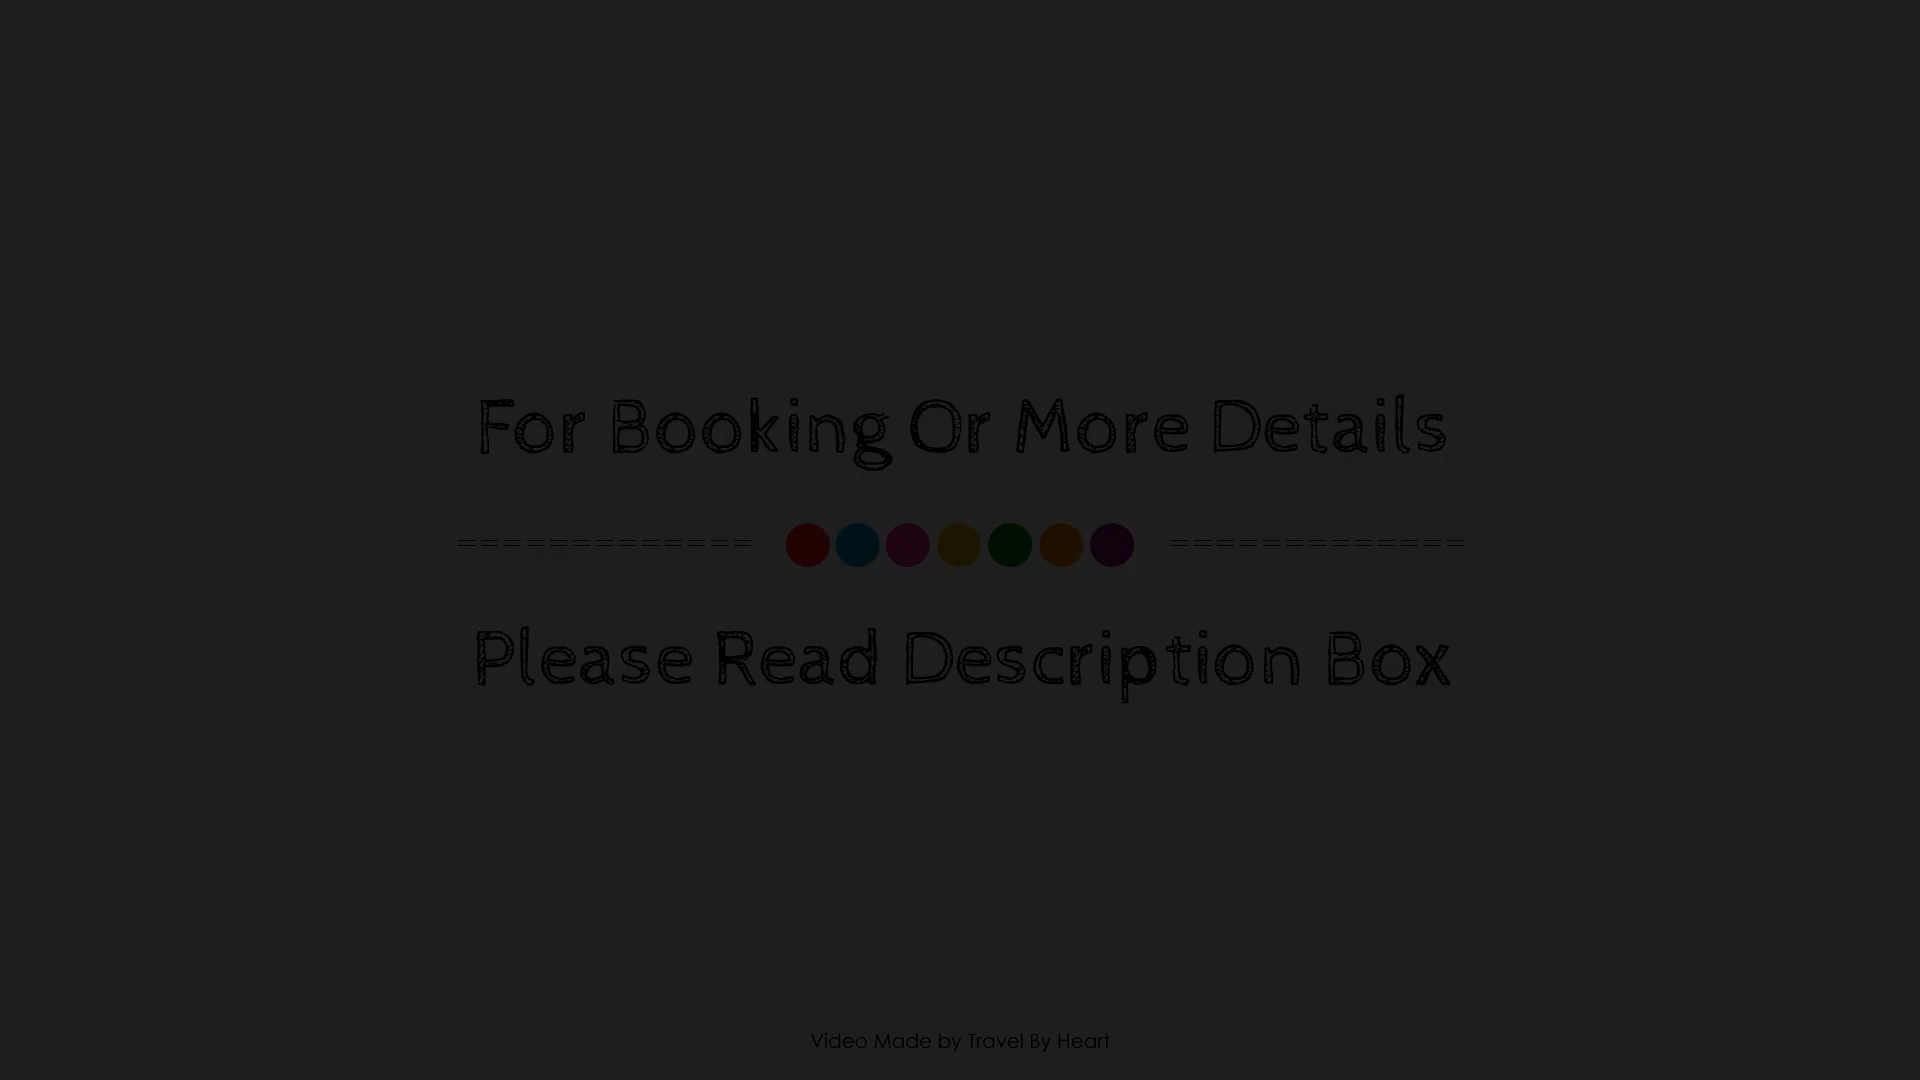 For Booking Or More Details
============= =============
Please Read Description Box
Video Made by Travel By Heart